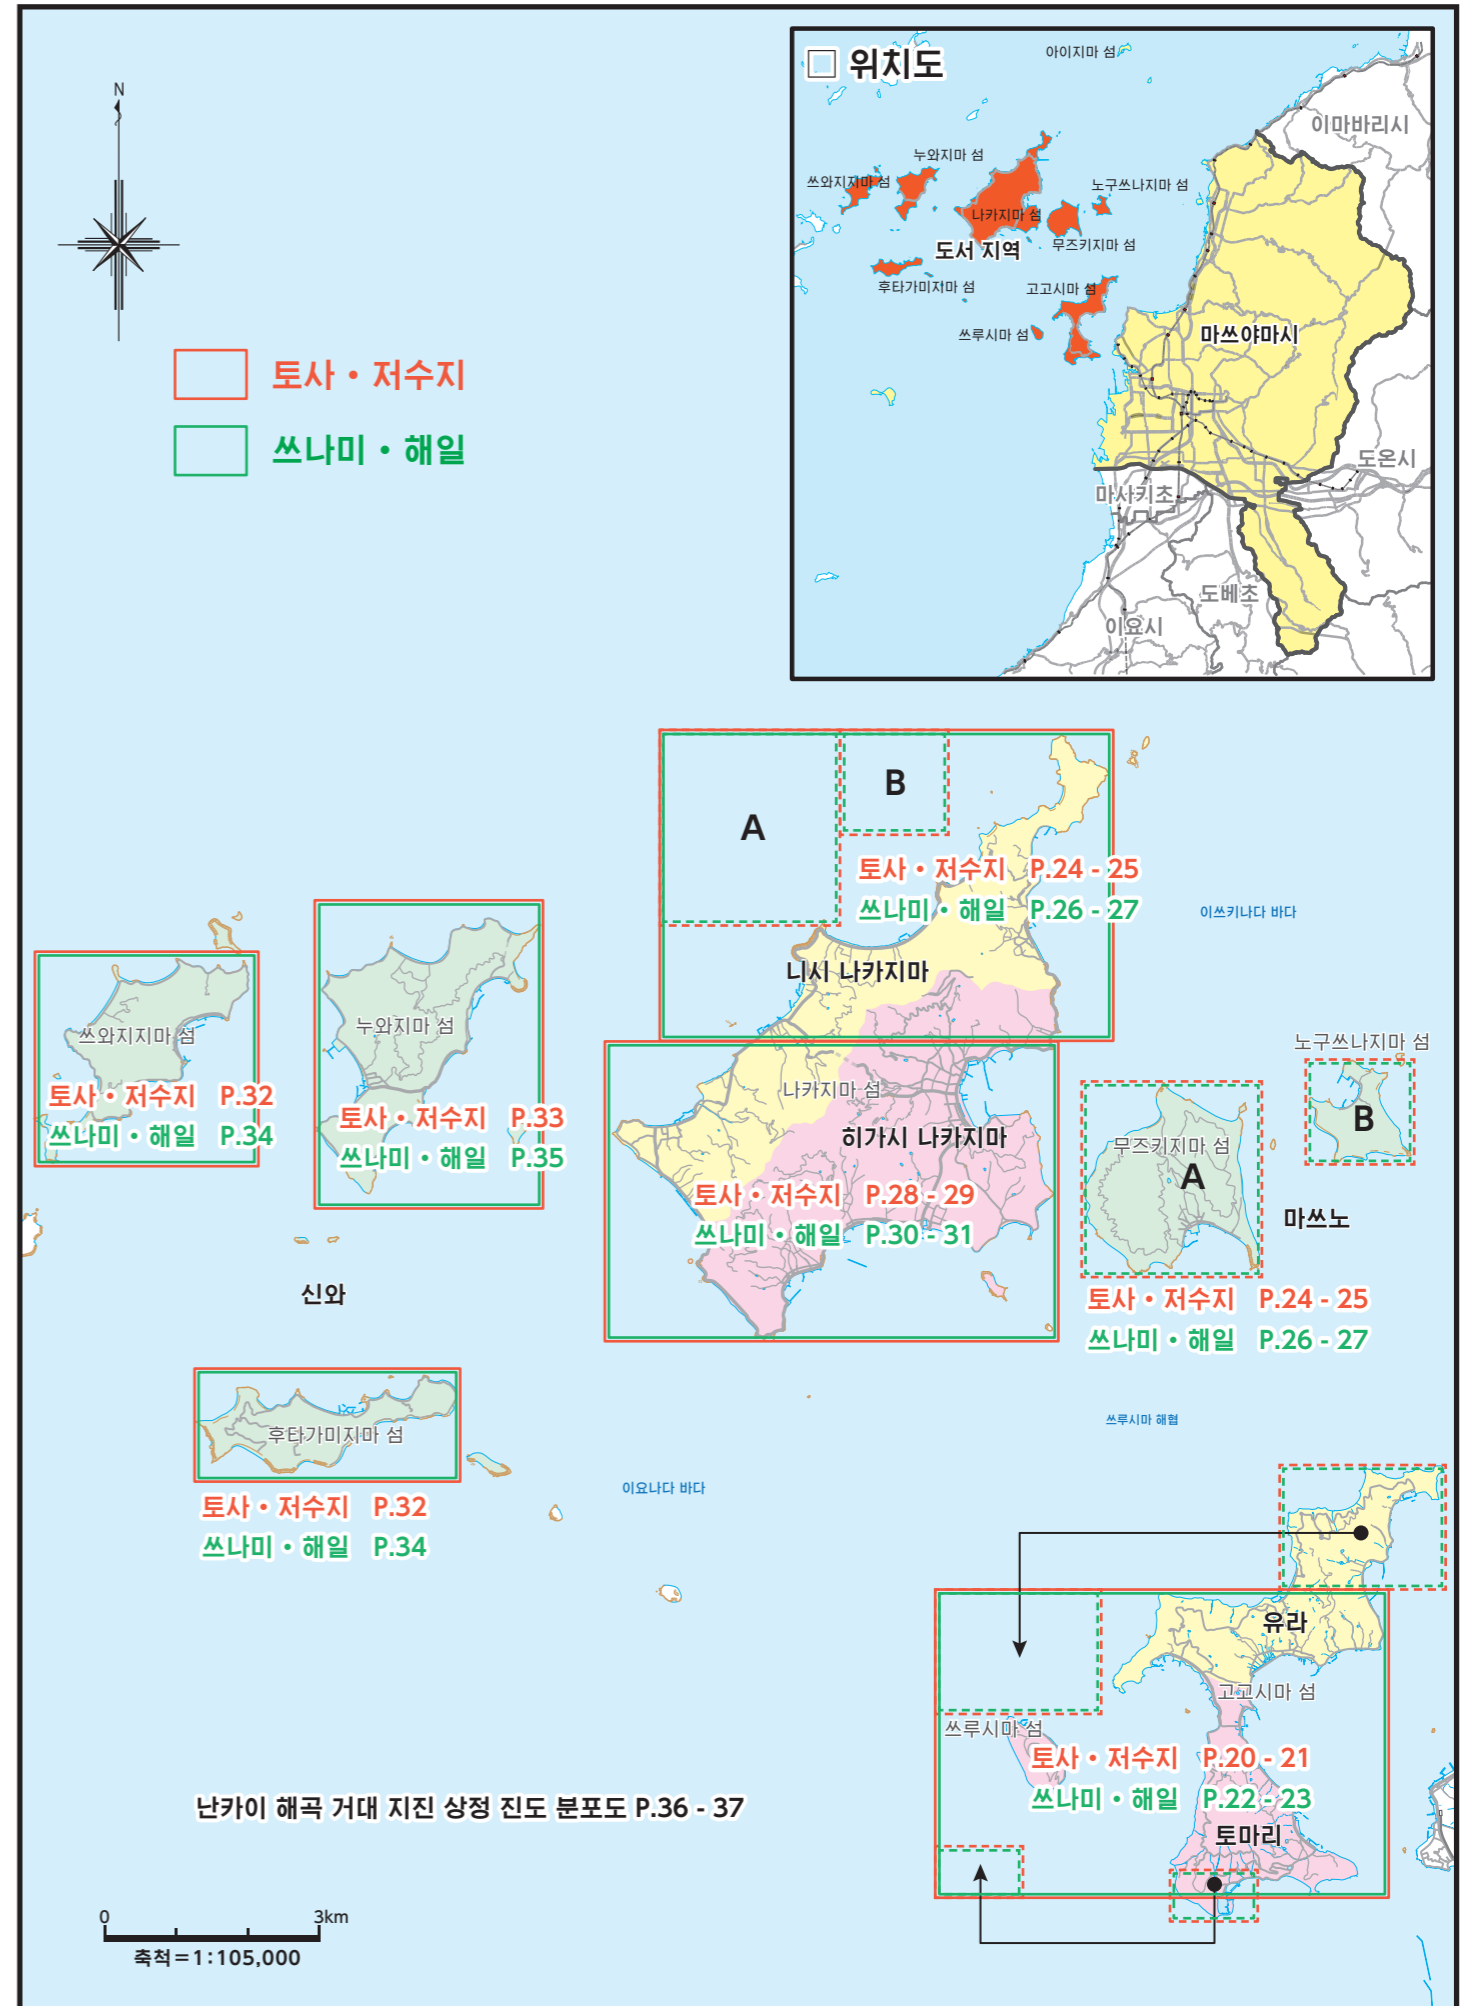 N
토사・저수지
쓰나미・해일
□ 위치도
아이지마 섬
이마바리시
누와지마 섬
쓰와지지마 섬
노구쓰나지마 섬
나카지마 섬
무즈키지마 섬
도서 지역
후타가미지마 섬
고고시마 섬
쓰루시마 섬
마쓰야마시
도온시
마사키초
도베초
이요시
A
B
토사・저수지 P.24 - 25
쓰나미・해일 P.26 - 27
이쓰키나다 바다
니시 나카지마
쓰와지지마 섬
토사・저수지 P.32
쓰나미・해일 P.34
누와지마 섬
토사・저수지 P.33
쓰나미・해일 P.35
나카지마 섬
히가시 나카지마
토사・저수지 P.28 - 29
쓰나미・해일 P.30 - 31
노구쓰나지마 섬
B
무즈키지마 섬
A
마쓰노
토사・저수지 P.24 - 25
쓰나미・해일 P.26 - 27
신와
후타가미지마 섬
토사・저수지 P.32
쓰나미・해일 P.34
쓰루시마 해협
이요나다 바다
유라
고고시마 섬
쓰루시마 섬
토사・저수지 P.20 - 21
쓰나미・해일 P.22 - 23
토마리
난카이 해곡 거대 지진 상정 진도 분포도 P.36 - 37
0 3km
축척=1:105,000